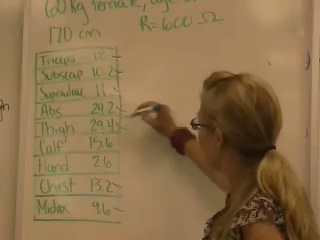 60 kg female, age
170 cm R=600 Ω
Triceps 18
Subscap 10.2
Suprailiac 11
Abs 24.2
Thigh 29.4
Calf 15.6
Hand 2.6
Chest 13.2
Midax 9.6